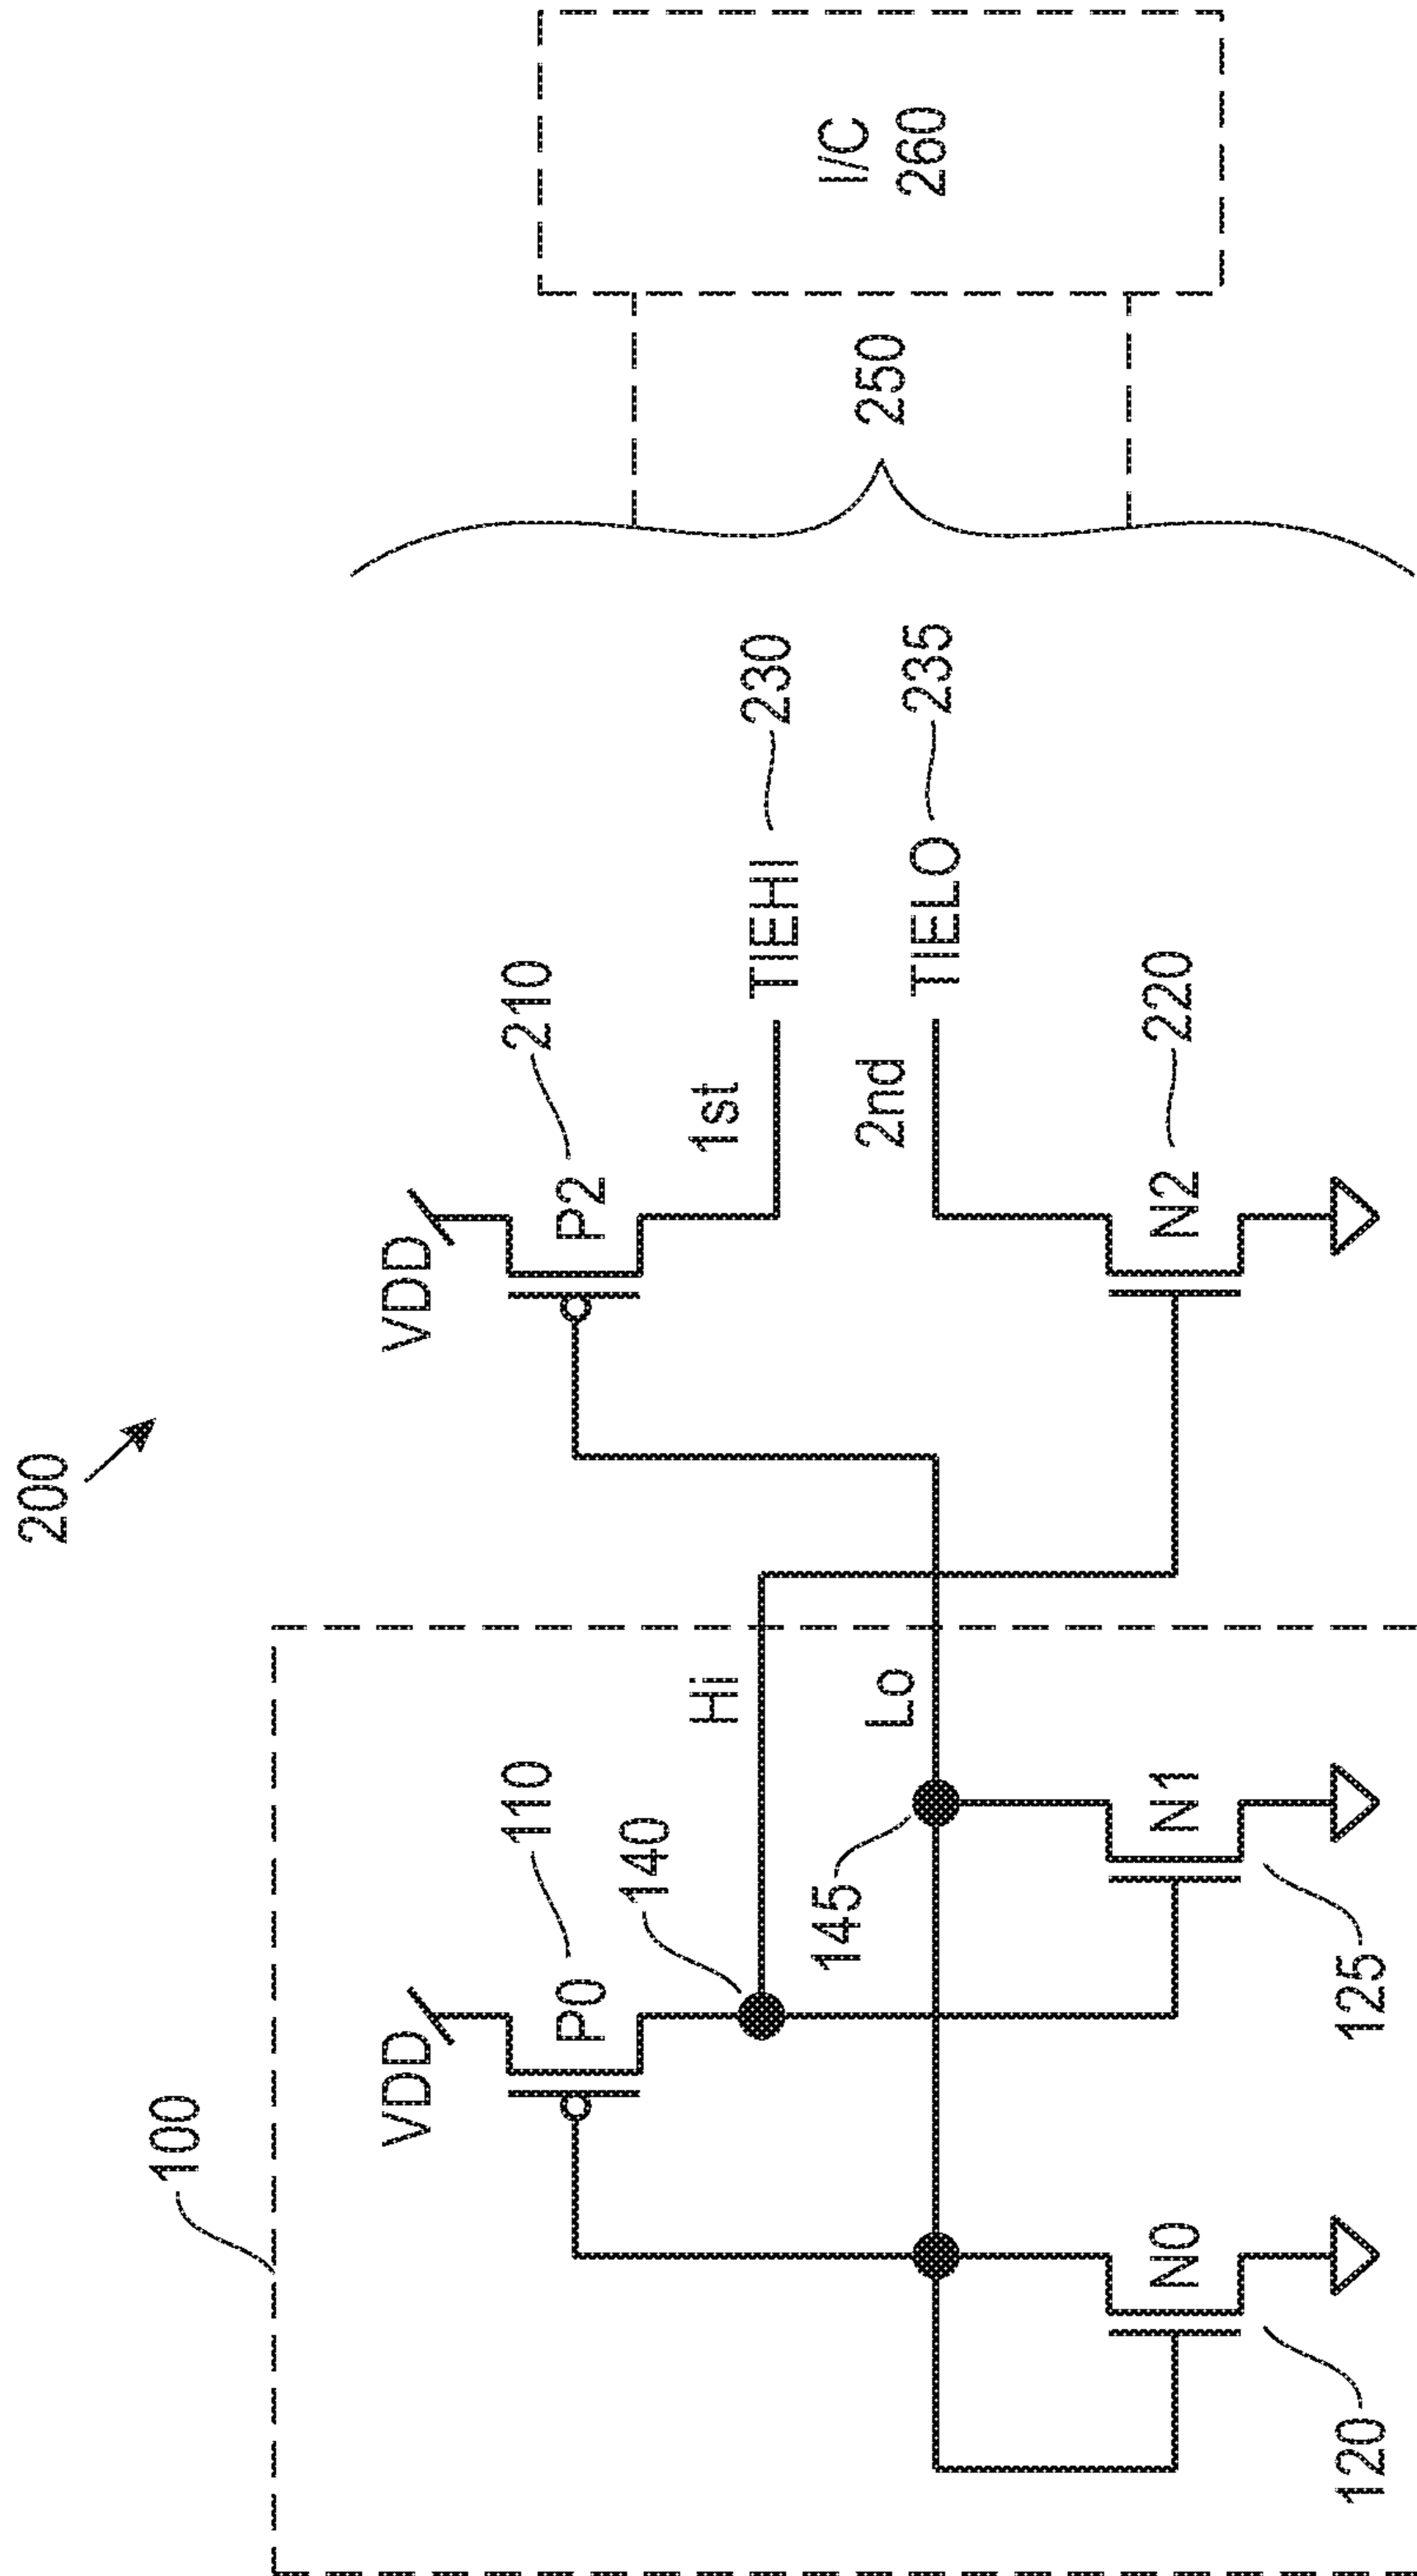 200
100
VDD
P0
110
140
Hi
145
Lo
N0
120
N1
125
VDD
P2
210
1st
TIEHI
230
2nd
TIELO
235
N2
220
250
I/C
260